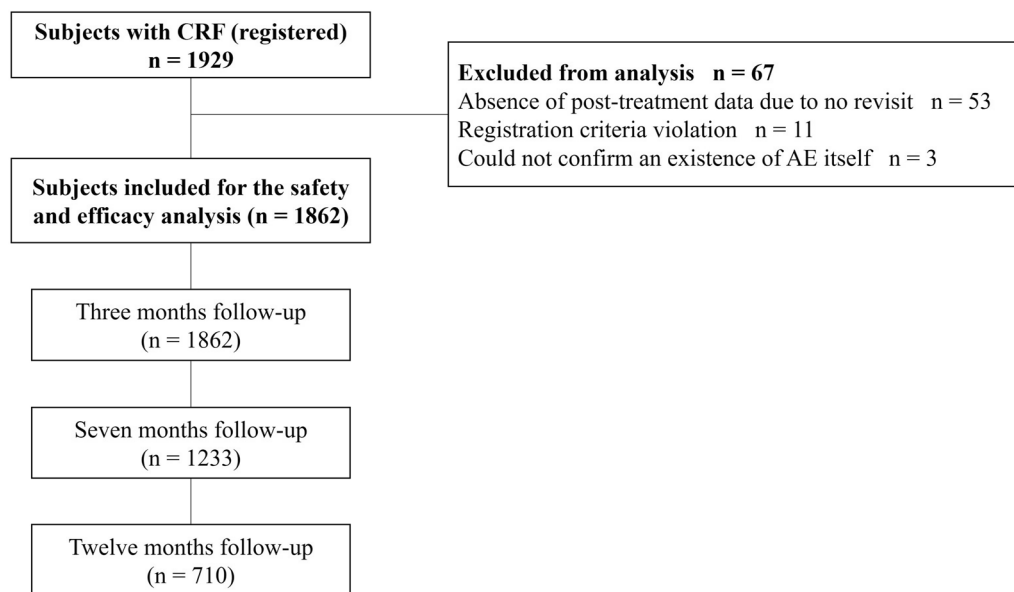 Subjects with CRF (registered)
n = 1929
Excluded from analysis n = 67
Absence of post-treatment data due to no revisit n = 53
Registration criteria violation n = 11
Could not confirm an existence of AE itself n = 3
Subjects included for the safety
and efficacy analysis (n = 1862)
Three months follow-up
(n = 1862)
Seven months follow-up
(n = 1233)
Twelve months follow-up
(n = 710)